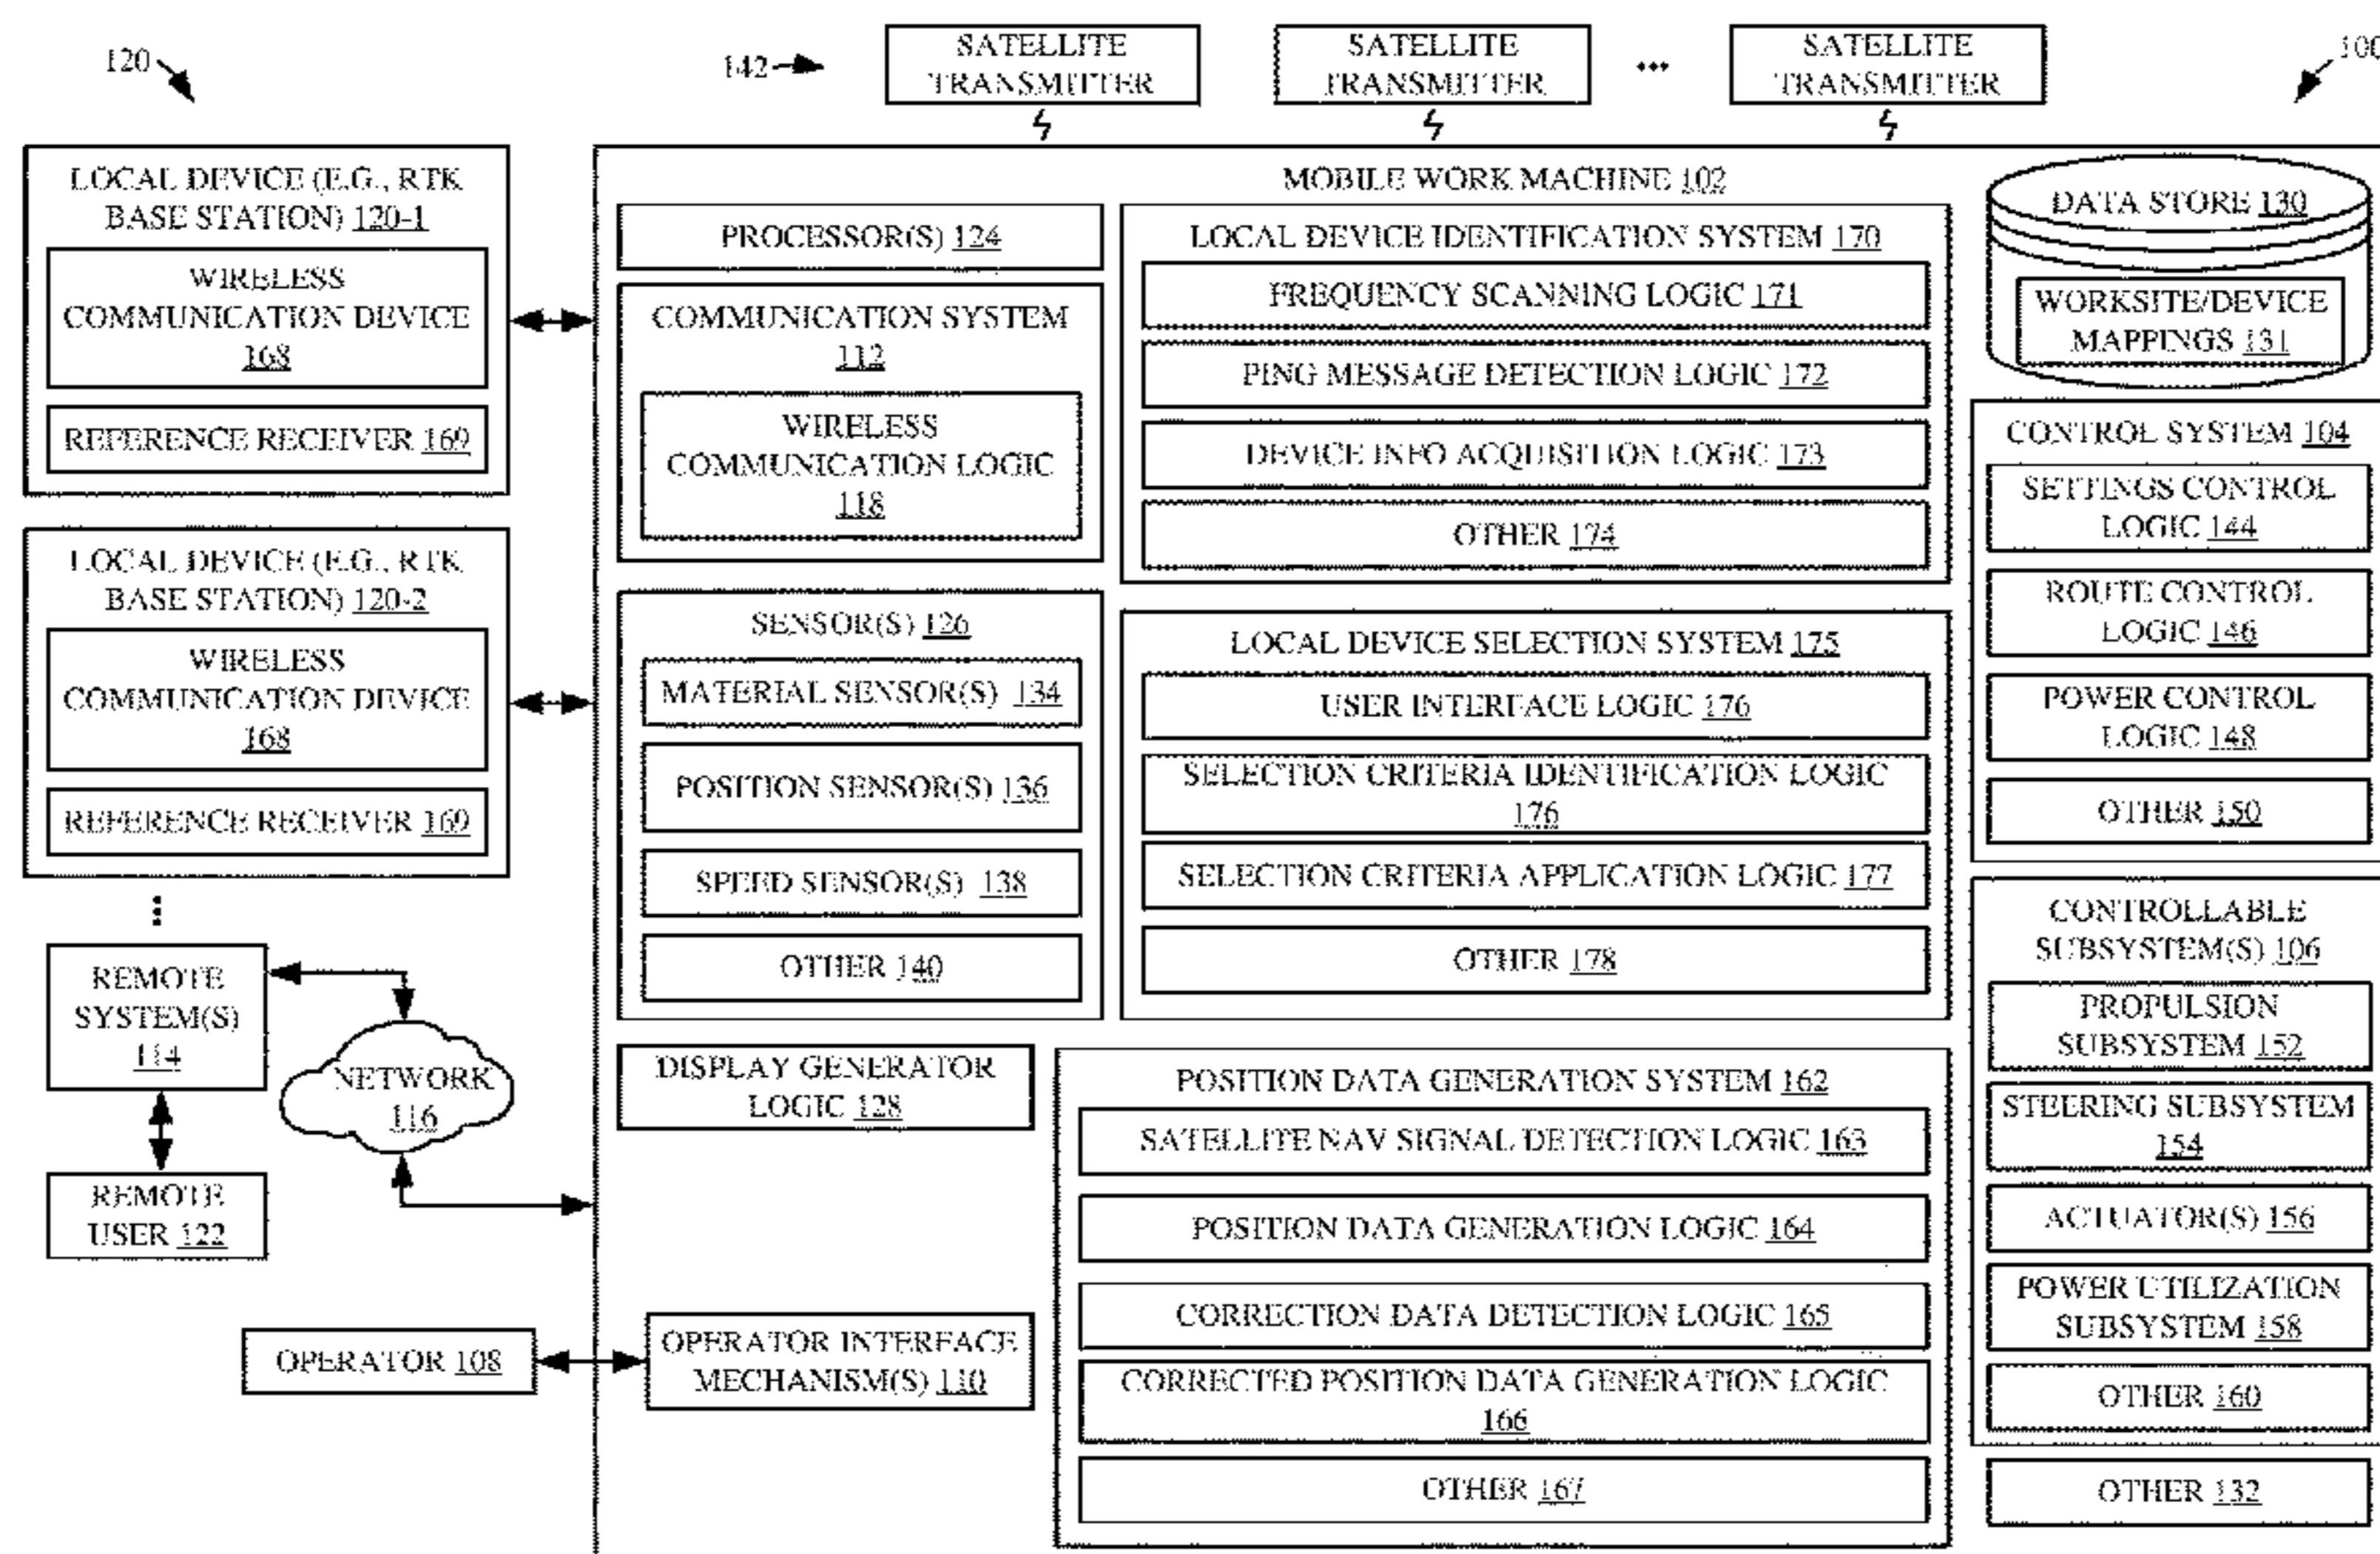 120
142
SATELLITE
TRANSMITTER
SATELLITE
TRANSMITTER
...
SATELLITE
TRANSMITTER
100
LOCAL DEVICE (E.G., RTK
BASE STATION) 120-1
WIRELESS
COMMUNICATION DEVICE
168
REFERENCE RECEIVER 169
LOCAL DEVICE (E.G., RTK
BASE STATION) 120-2
WIRELESS
COMMUNICATION DEVICE
168
REFERENCE RECEIVER 169
...
REMOTE
SYSTEM(S)
114
NETWORK
116
REMOTE
USER 122
OPERATOR 108
MOBILE WORK MACHINE 102
PROCESSOR(S) 124
COMMUNICATION SYSTEM
112
WIRELESS
COMMUNICATION LOGIC
118
SENSOR(S) 126
MATERIAL SENSOR(S) 134
POSITION SENSOR(S) 136
SPEED SENSOR(S) 138
OTHER 140
DISPLAY GENERATOR
LOGIC 128
OPERATOR INTERFACE
MECHANISM(S) 110
LOCAL DEVICE IDENTIFICATION SYSTEM 170
FREQUENCY SCANNING LOGIC 171
PING MESSAGE DETECTION LOGIC 172
DEVICE INFO ACQUISITION LOGIC 173
OTHER 174
LOCAL DEVICE SELECTION SYSTEM 175
USER INTERFACE LOGIC 176
SELECTION CRITERIA IDENTIFICATION LOGIC
176
SELECTION CRITERIA APPLICATION LOGIC 177
OTHER 178
POSITION DATA GENERATION SYSTEM 162
SATELLITE NAV SIGNAL DETECTION LOGIC 163
POSITION DATA GENERATION LOGIC 164
CORRECTION DATA DETECTION LOGIC 165
CORRECTED POSITION DATA GENERATION LOGIC
166
OTHER 167
DATA STORE 130
WORKSITE/DEVICE
MAPPINGS 131
CONTROL SYSTEM 104
SETTINGS CONTROL
LOGIC 144
ROUTE CONTROL
LOGIC 146
POWER CONTROL
LOGIC 148
OTHER 150
CONTROLLABLE
SUBSYSTEM(S) 106
PROPULSION
SUBSYSTEM 152
STEERING SUBSYSTEM
154
ACTUATOR(S) 156
POWER UTILIZATION
SUBSYSTEM 158
OTHER 160
OTHER 132